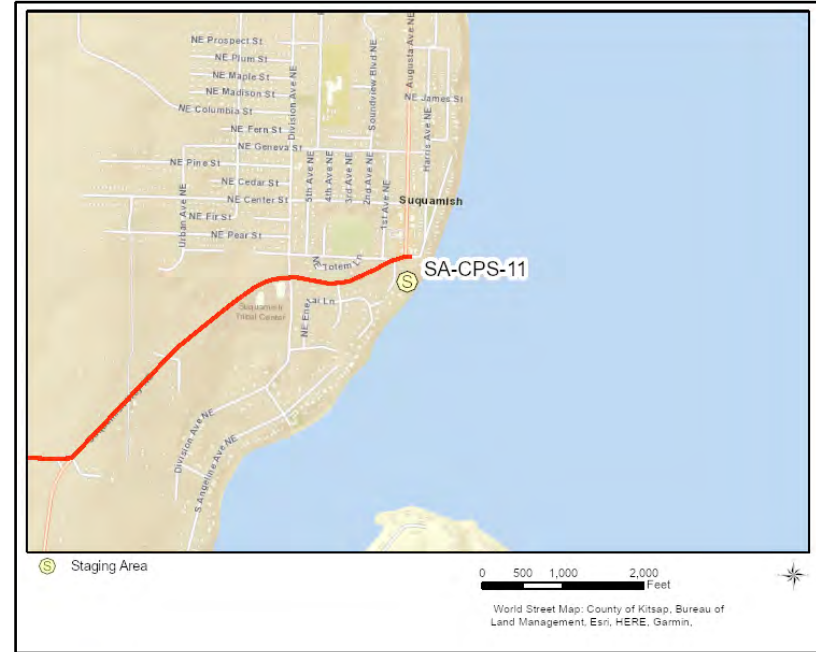 NE Prospect St
NE Plum St
NE Maple St
NE Madison St
NE Columbia St
NE Fern St
NE Geneva St
NE Pine St
NE Cedar St
NE Center St
NE Fir St
NE Pear St
Urban Ave NE
Division Ave NE
5th Ave NE
4th Ave NE
3rd Ave NE
2nd Ave NE
1st Ave NE
Soundview Blvd NE
Augusta Ave NE
NE James St
Harris Ave NE
Suquamish
Totem Ln
SA-CPS-11
S
Suquamish
Tribal Center
NE Ene
ai Ln
Division Ave NE
S Angeline Ave NE
S Staging Area
0 500 1,000 2,000
Feet
World Street Map: County of Kitsap, Bureau of
Land Management, Esri, HERE, Garmin,